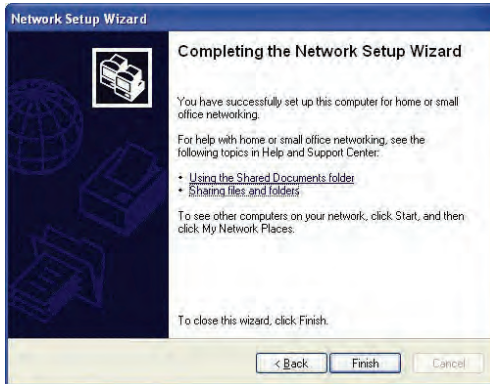 Network Setup Wizard
Completing the Network Setup Wizard
You have successfully set up this computer for home or small
office networking.
For help with home or small office networking, see the
following topics in Help and Support Center:
• Using the Shared Documents folder
• Sharing files and folders
To see other computers on your network, click Start, and then
click My Network Places.
To close this wizard, click Finish.
< Back
Finish
Cancel